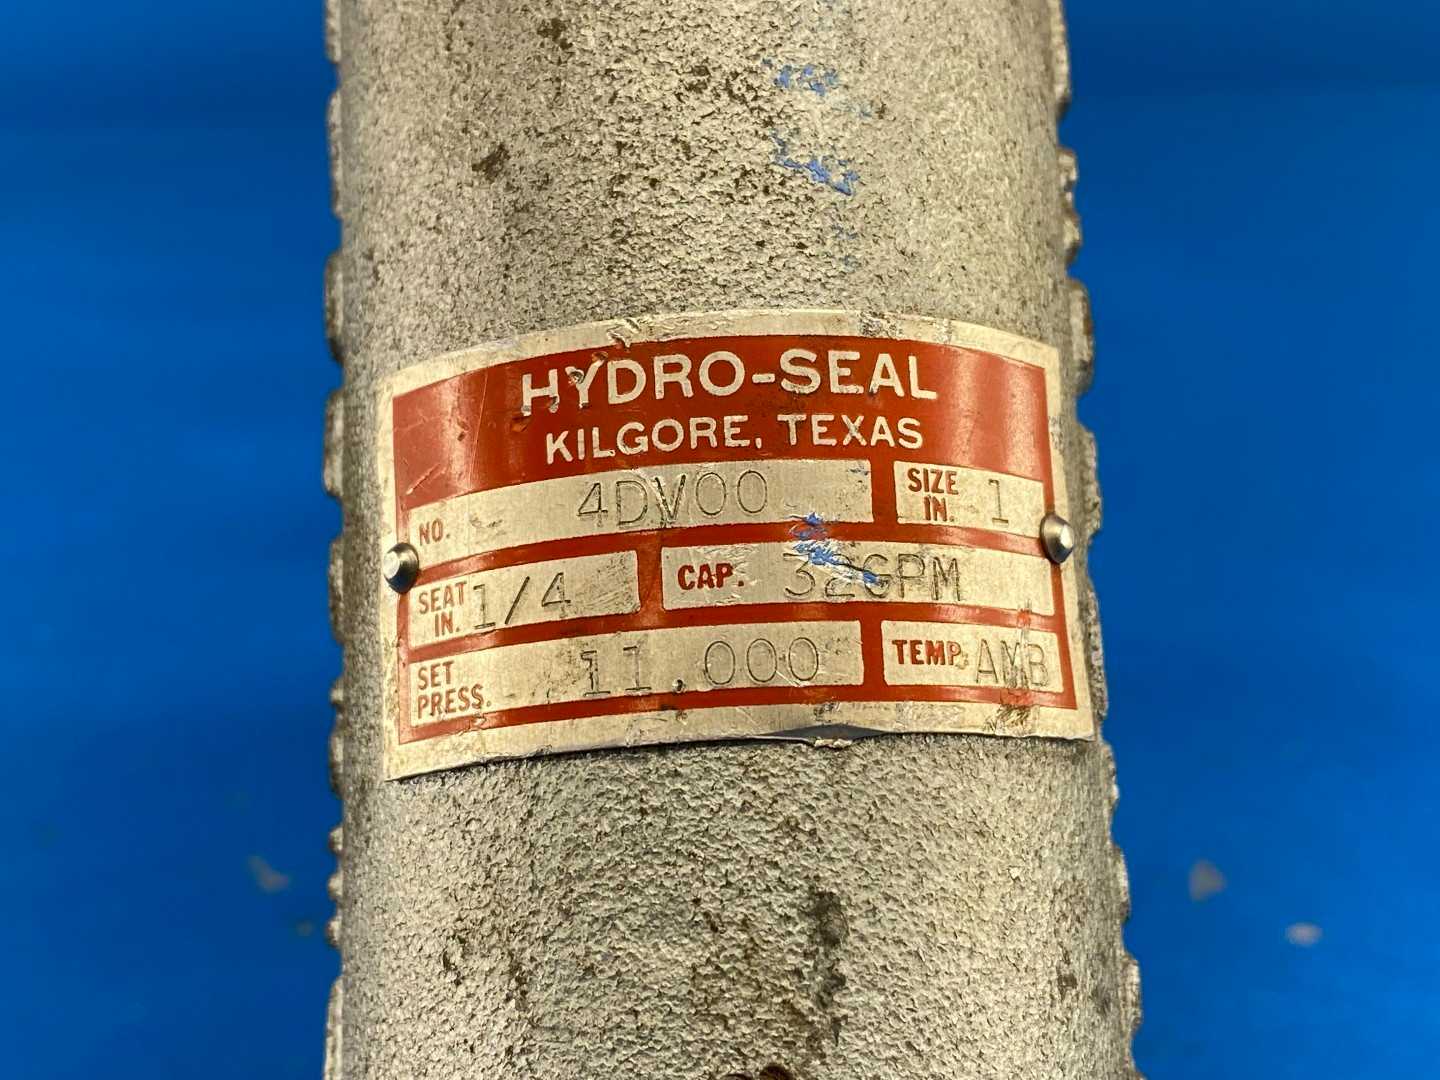 HYDRO-SEAL
KILGORE, TEXAS
NO. 4DV00 SIZE IN. 1
SEAT IN. 1/4 CAP. 32GPM
SET PRESS. 11.000 TEMP. AMB